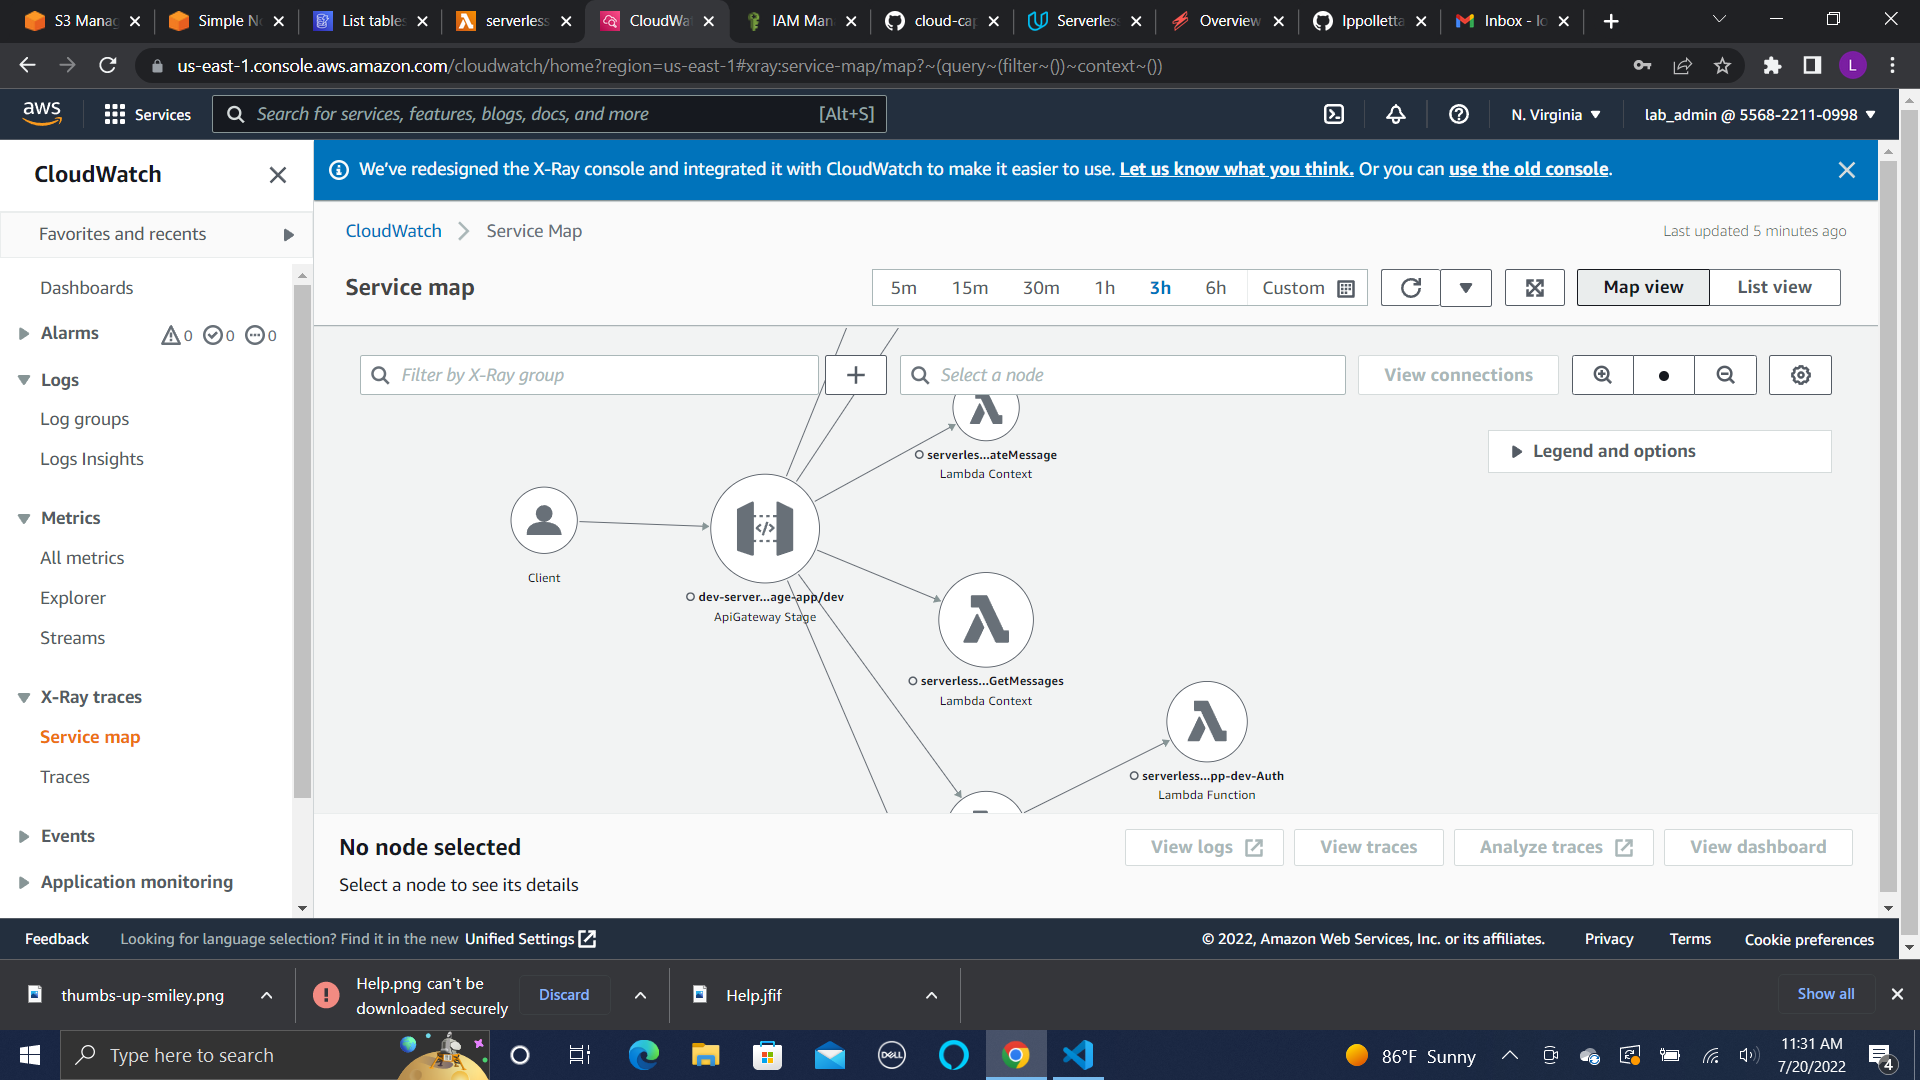 S3 Manag
Simple No
List tables
serverless
CloudWat
IAM Mana
cloud-cap
Serverless
Overview
Ippolletta
Inbox - lo
us-east-1.console.aws.amazon.com/cloudwatch/home?region=us-east-1#xray:service-map/map?~(query~(filter~())~context~())
L
aws
Services
Search for services, features, blogs, docs, and more
[Alt+S]
N. Virginia
lab_admin @ 5568-2211-0998
CloudWatch
We've redesigned the X-Ray console and integrated it with CloudWatch to make it easier to use. Let us know what you think. Or you can use the old console.
Favorites and recents
Dashboards
Alarms
0
0
0
Logs
Log groups
Logs Insights
Metrics
All metrics
Explorer
Streams
X-Ray traces
Service map
Traces
Events
Application monitoring
CloudWatch
Service Map
Last updated 5 minutes ago
Service map
5m
15m
30m
1h
3h
6h
Custom
Map view
List view
Filter by X-Ray group
Select a node
View connections
Legend and options
serverles...ateMessage
Lambda Context
Client
dev-server...age-app/dev
ApiGateway Stage
serverless...GetMessages
Lambda Context
serverless...pp-dev-Auth
Lambda Function
No node selected
Select a node to see its details
View logs
View traces
Analyze traces
View dashboard
Feedback
Looking for language selection? Find it in the new Unified Settings
© 2022, Amazon Web Services, Inc. or its affiliates.
Privacy
Terms
Cookie preferences
thumbs-up-smiley.png
Help.png can't be
downloaded securely
Discard
Help.jfif
Show all
Type here to search
DELL
86°F Sunny
11:31 AM
7/20/2022
4